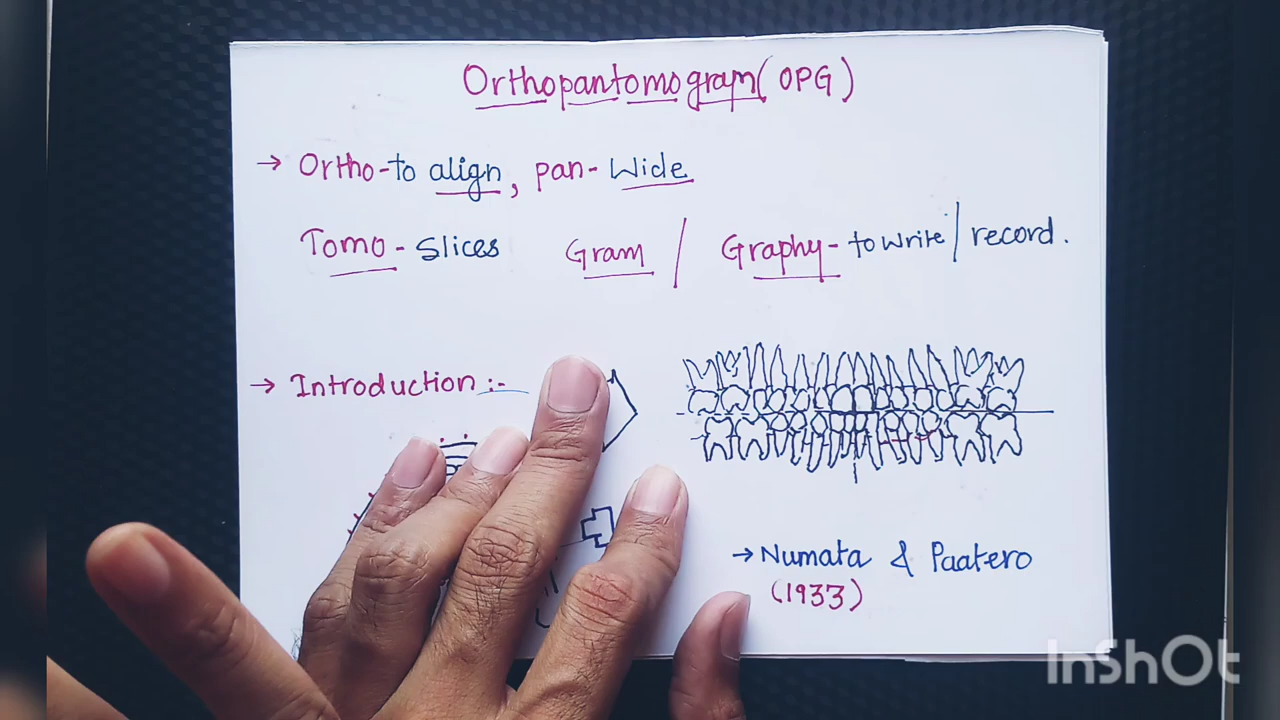 Orthopantomogram (OPG)
→ Ortho - to align, pan - Wide
Tomo - Slices Gram / Graphy - to write / record.
→ Introduction :-
→ Numata & Paatero
(1933)
InShOt